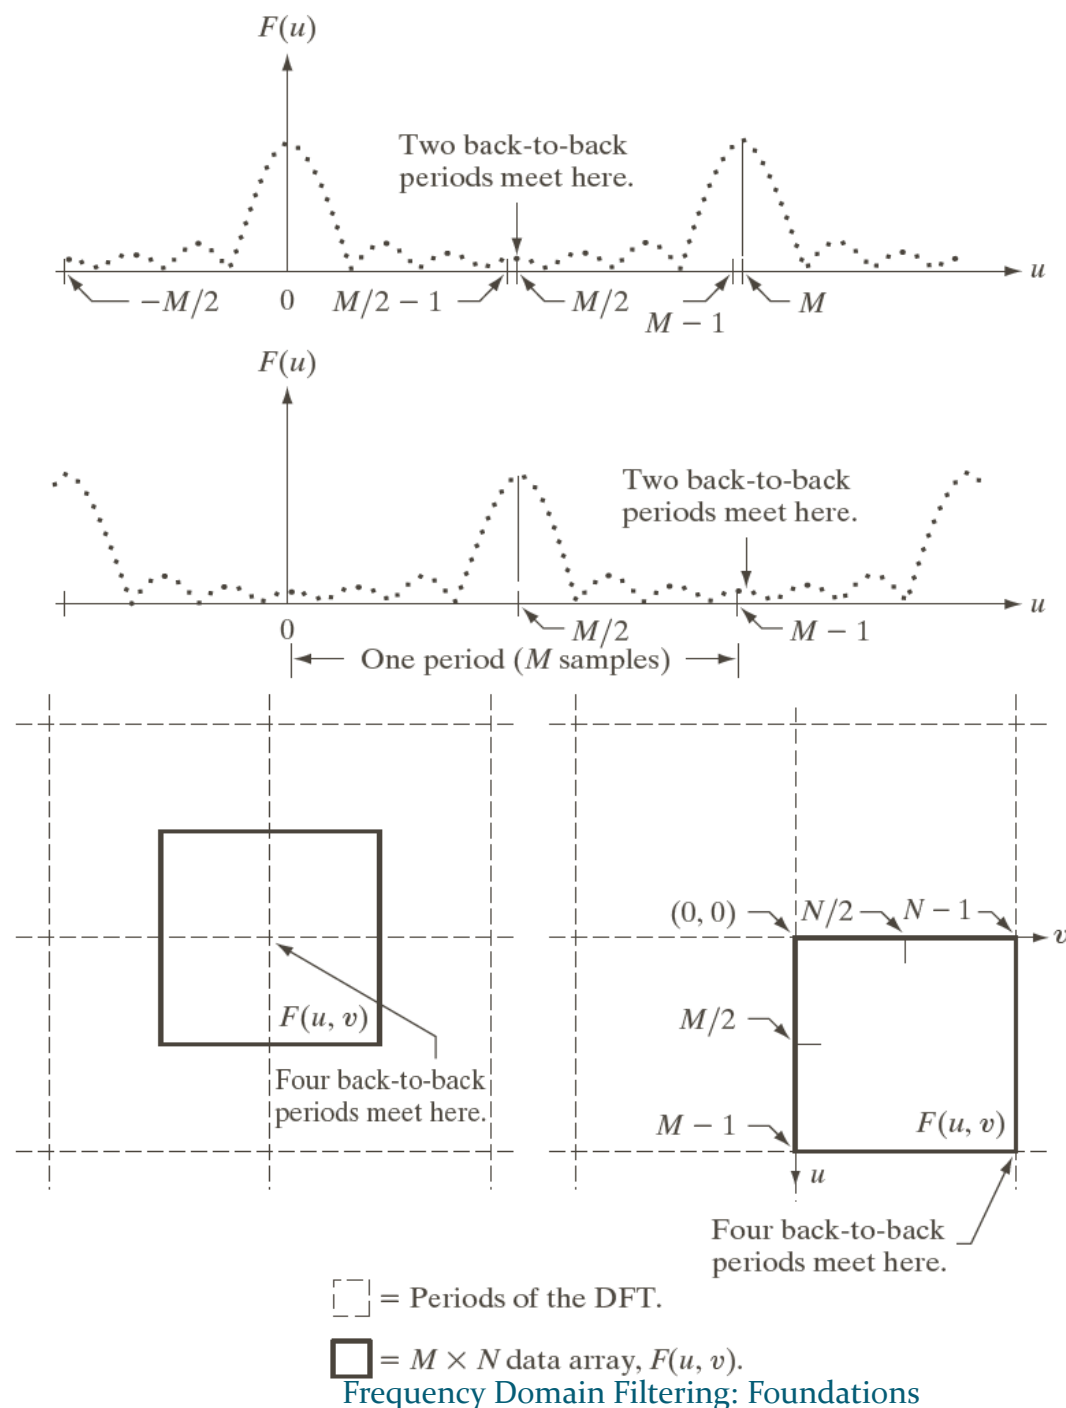 F(u)
Two back-to-back
periods meet here.
u
−M/2
0
M/2 − 1
M/2
M − 1
M
F(u)
Two back-to-back
periods meet here.
u
0
M/2
M − 1
One period (M samples)
(0, 0)
N/2
N − 1
v
F(u, v)
M/2
Four back-to-back
periods meet here.
M − 1
F(u, v)
u
Four back-to-back
periods meet here.
= Periods of the DFT.
= M × N data array, F(u, v).
Frequency Domain Filtering: Foundations